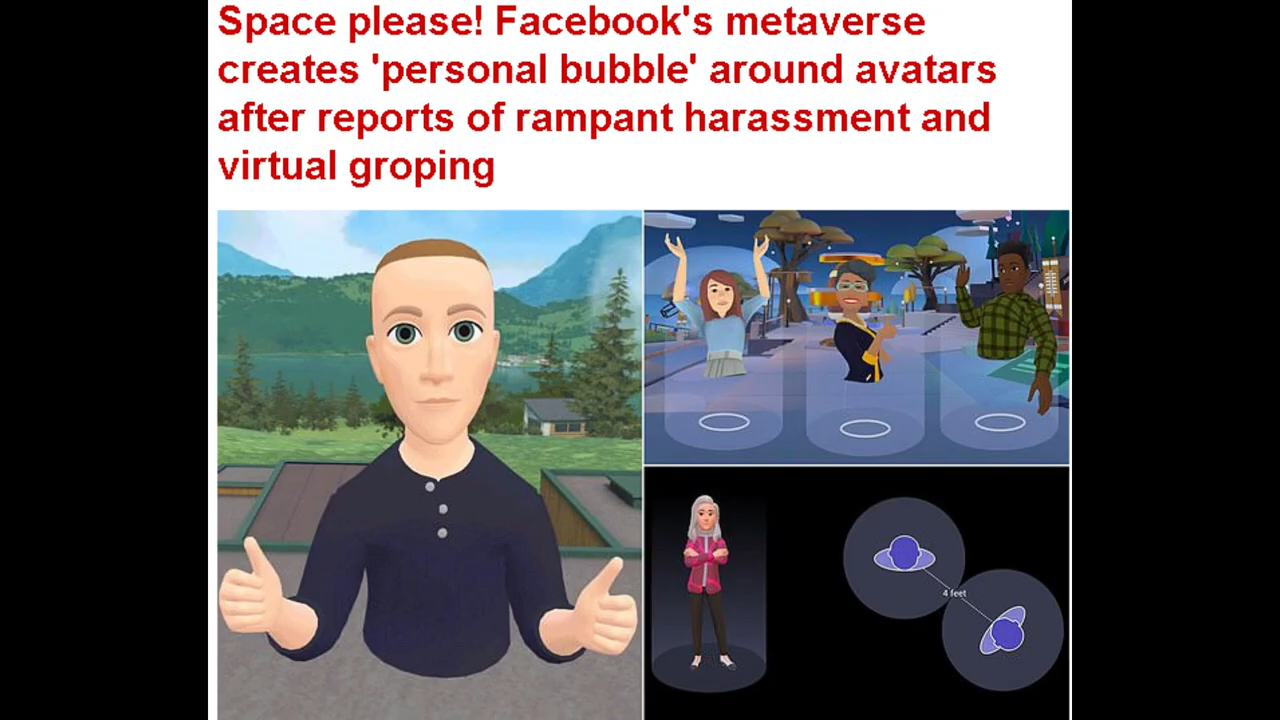 Space please! Facebook's metaverse
creates 'personal bubble' around avatars
after reports of rampant harassment and
virtual groping
4 feet